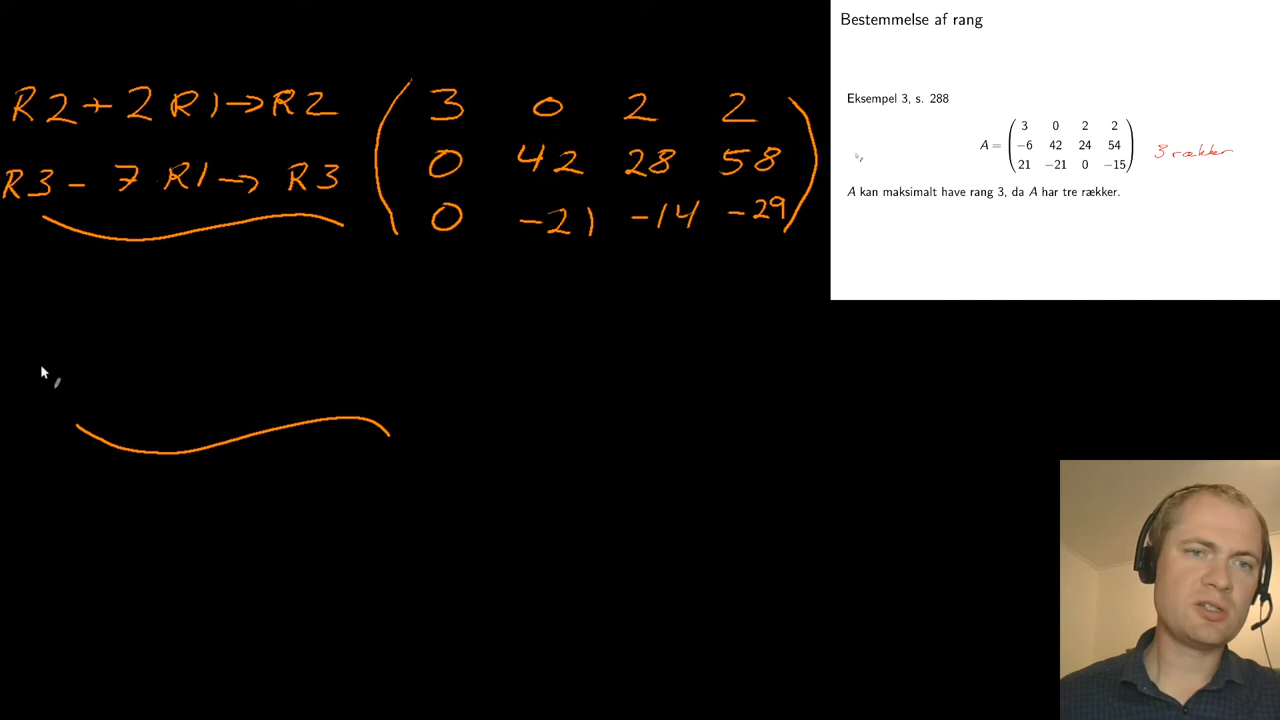 R2 + 2 R1 → R2
R3 - 7 R1 → R3
3 0 2 2
0 42 28 58
0 -21 -14 -29
Bestemmelse af rang
Eksempel 3, s. 288
3 0 2 2
A = −6 42 24 54
21 −21 0 −15
3 rækker
A kan maksimalt have rang 3, da A har tre rækker.